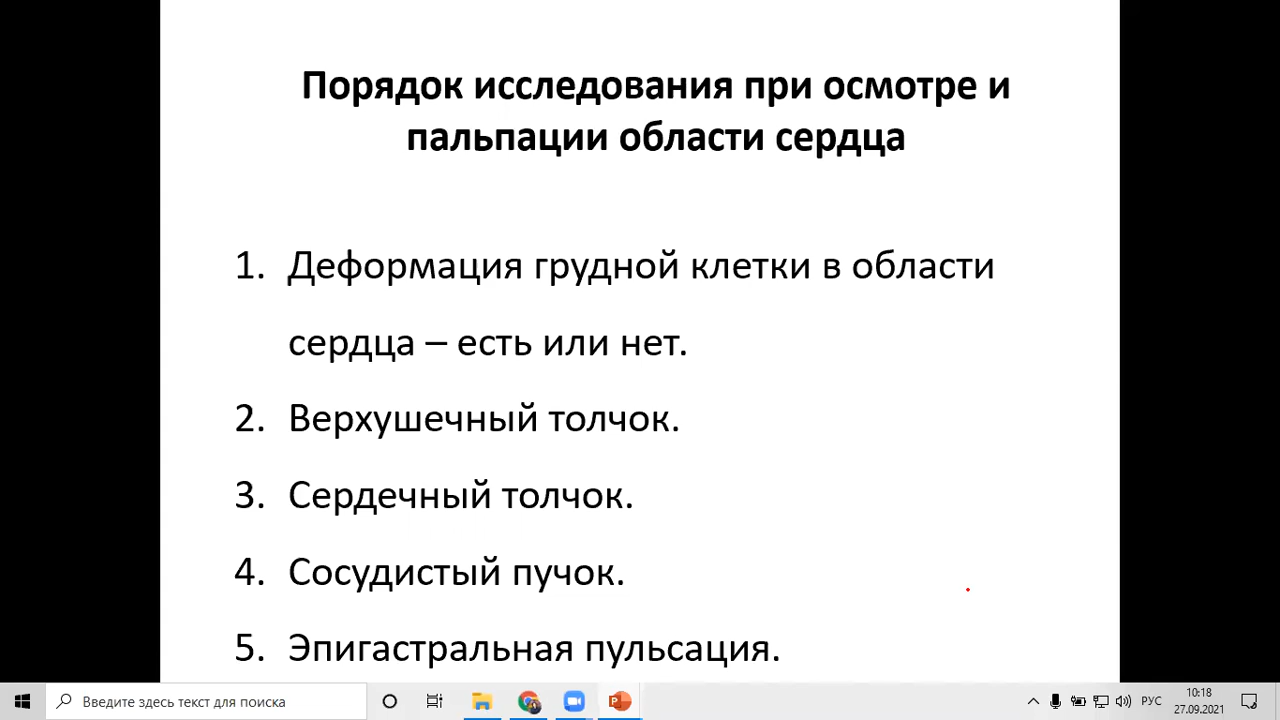 Порядок исследования при осмотре и
пальпации области сердца
1. Деформация грудной клетки в области
сердца – есть или нет.
2. Верхушечный толчок.
3. Сердечный толчок.
4. Сосудистый пучок.
5. Эпигастральная пульсация.
Введите здесь текст для поиска
РУС
10:18
27.09.2021